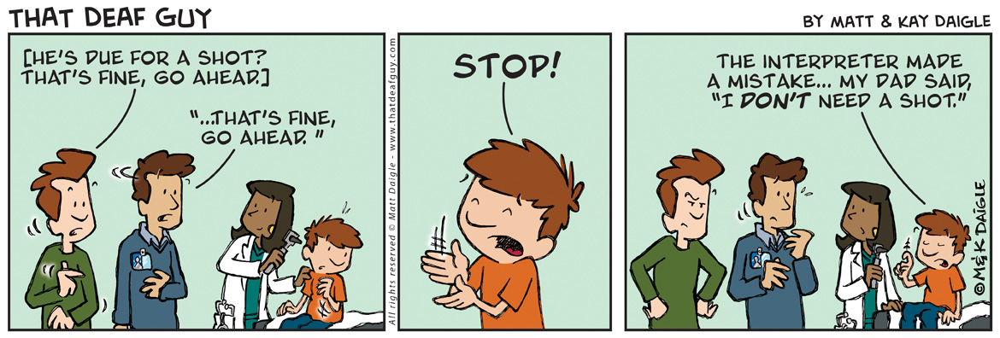 THAT DEAF GUY
BY MATT & KAY DAIGLE
[HE'S DUE FOR A SHOT?
THAT'S FINE, GO AHEAD.]
"...THAT'S FINE,
GO AHEAD. "
All rights reserved © Matt Daigle - www.thatdeafguy.com
STOP!
THE INTERPRETER MADE
A MISTAKE... MY DAD SAID,
"I DON'T NEED A SHOT."
© M&K DAIGLE